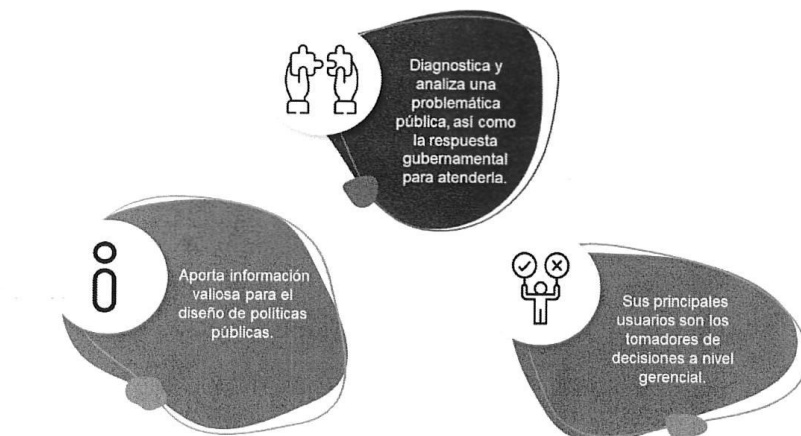 Diagnostica y
analiza una
problemática
pública, así como
la respuesta
gubernamental
para atenderla.
Aporta información
valiosa para el
diseño de políticas
públicas.
Sus principales
usuarios son los
tomadores de
decisiones a nivel
gerencial.